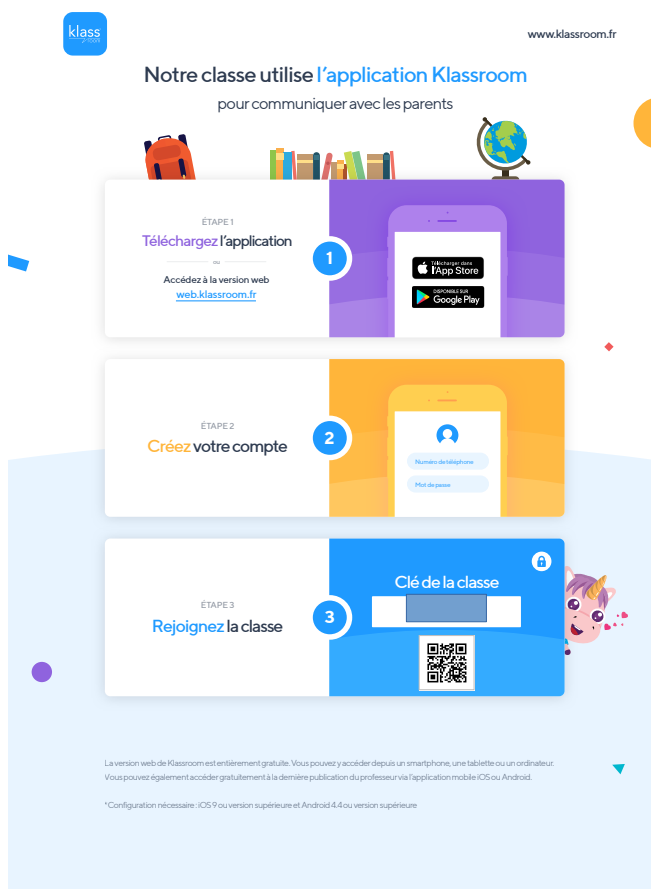 klass
room
www.klassroom.fr
Notre classe utilise l’application Klassroom
pour communiquer avec les parents
ÉTAPE 1
Téléchargez l’application
ou
Accédez à la version web
web.klassroom.fr
1
Télécharger dans
l’App Store
DISPONIBLE SUR
Google Play
ÉTAPE 2
Créez votre compte
2
Numéro de téléphone
Mot de passe
ÉTAPE 3
Rejoignez la classe
3
Clé de la classe
La version web de Klassroom est entièrement gratuite. Vous pouvez y accéder depuis un smartphone, une tablette ou un ordinateur.
Vous pouvez également accéder gratuitement à la dernière publication du professeur via l’application mobile iOS ou Android.
*Configuration nécessaire : iOS 9 ou version supérieure et Android 4.4 ou version supérieure